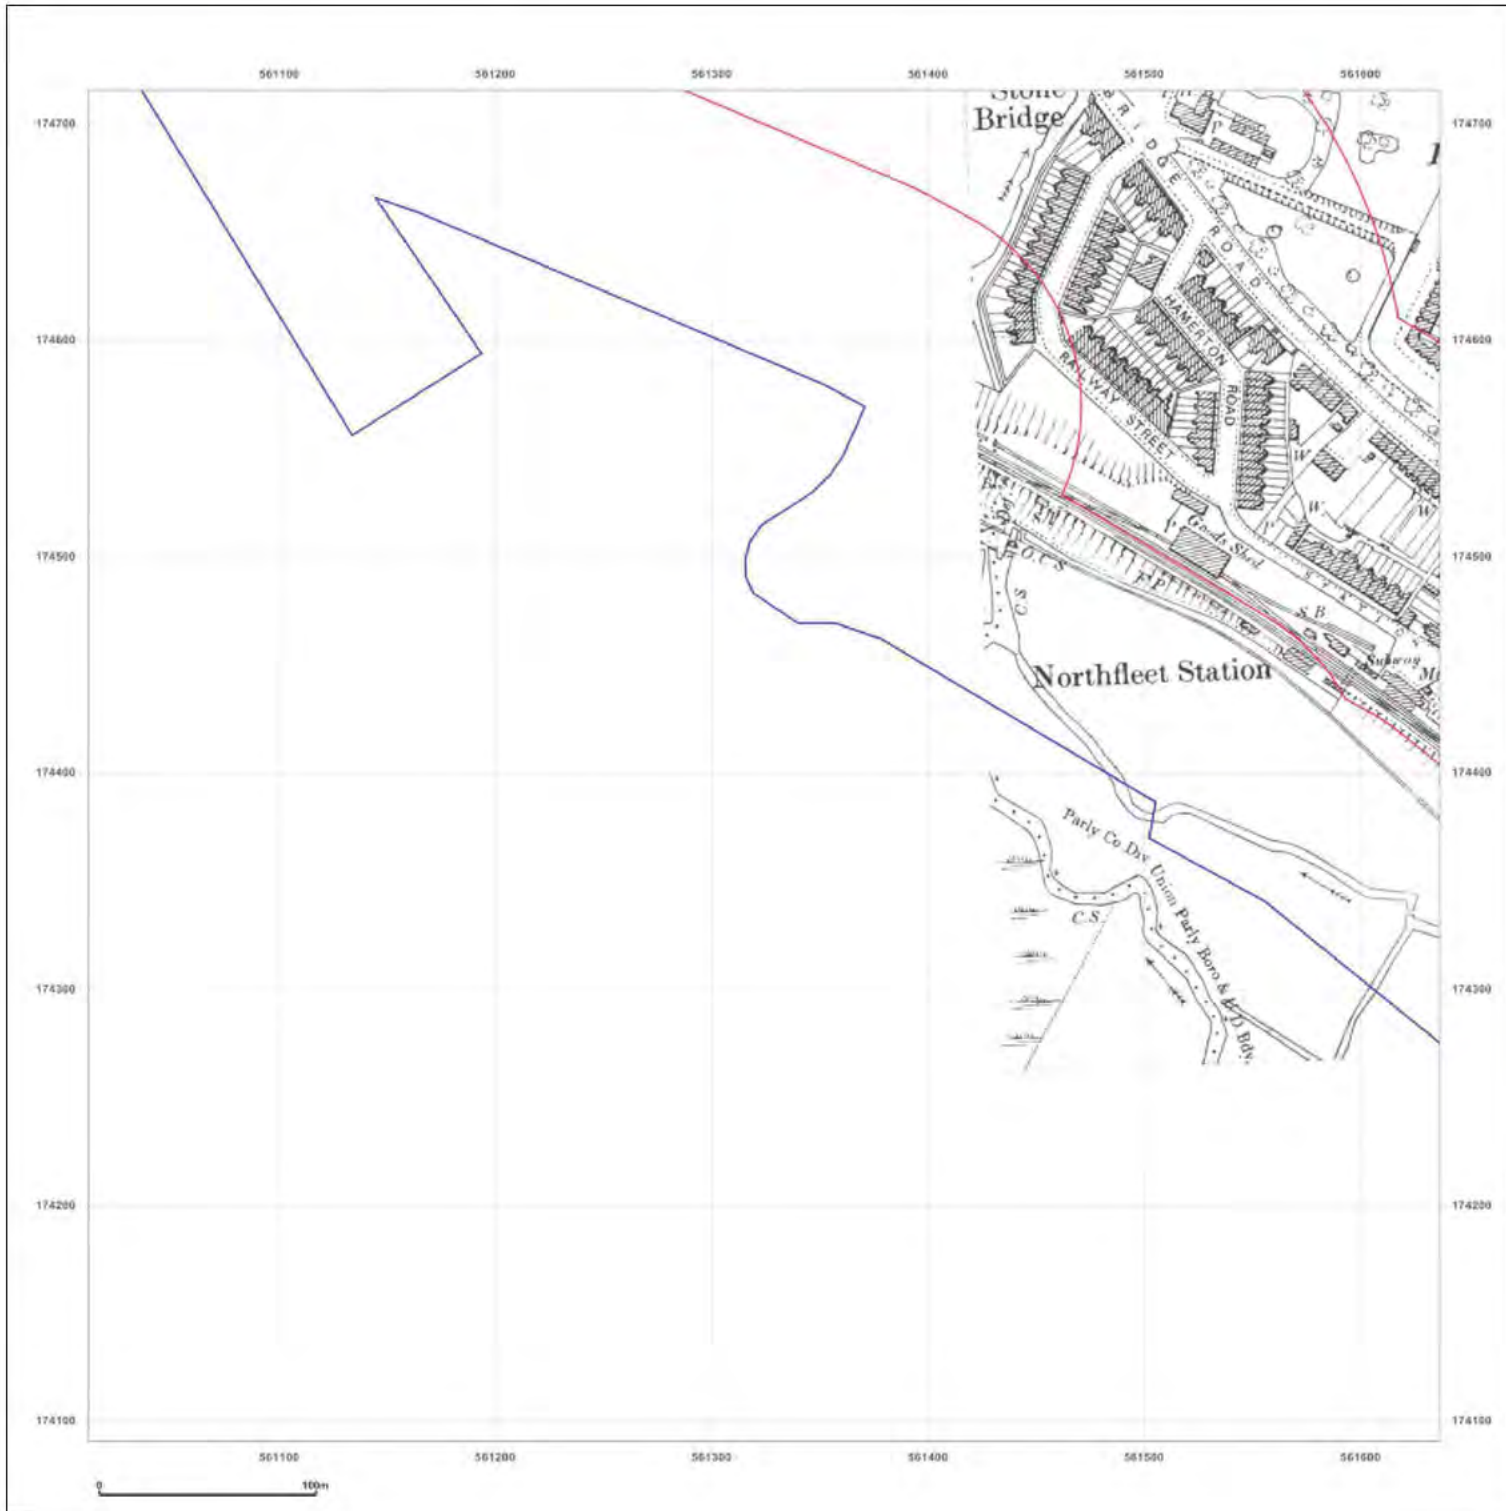 561100 561200 561300 561400 561500 561600
174700 174700
174600 174600
174500 174500
174400 174400
174300 174300
174200 174200
174100 174100
561100 561200 561300 561400 561500 561600
0 100m
Stone
Bridge
BRIDGE ROAD
HAMERTON ROAD
RAILWAY STREET
W
W
W
Goods Shed
F.P.
O.C.S
C.S
S.B
Subway
Northfleet Station
Parly Co Div Union Parly Boro & U D Bdy.
C.S.